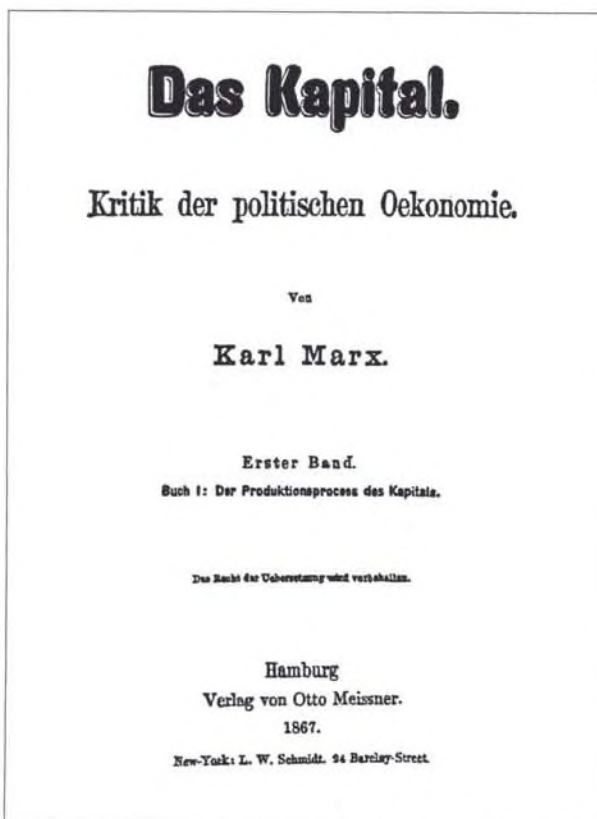 Das Kapital.
Kritik der politischen Oekonomie.
Von
Karl Marx.
Erster Band.
Buch I: Der Produktionsprocess des Kapitals.
Das Recht der Uebersetzung wird vorbehalten.
Hamburg
Verlag von Otto Meissner.
1867.
New-York: L. W. Schmidt. 24 Barclay-Street.